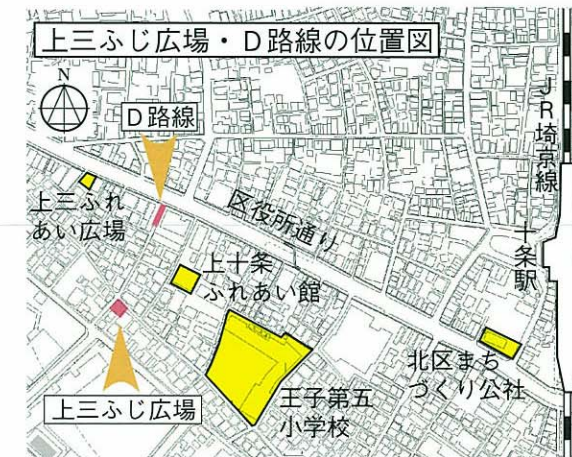 上三ふじ広場・D路線の位置図
N
D路線
JR埼京線
十条駅
区役所通り
上三ふれ
あい広場
上十条
ふれあい館
北区まち
づくり公社
上三ふじ広場
王子第五
小学校